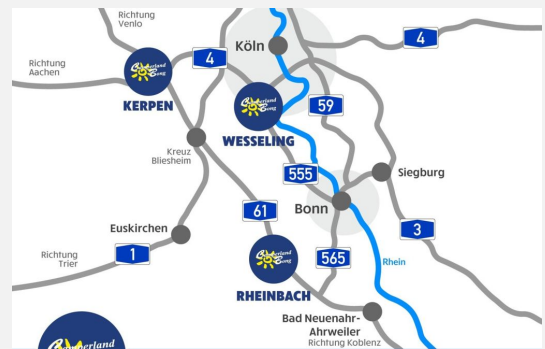 Richtung
Venlo
Köln
4
4
Richtung
Aachen
KERPEN
59
WESSELING
Kreuz
Bliesheim
555
Siegburg
Bonn
61
Euskirchen
3
1
Richtung
Trier
565
Rhein
RHEINBACH
Bad Neuenahr-
Ahrweiler
Richtung Koblenz